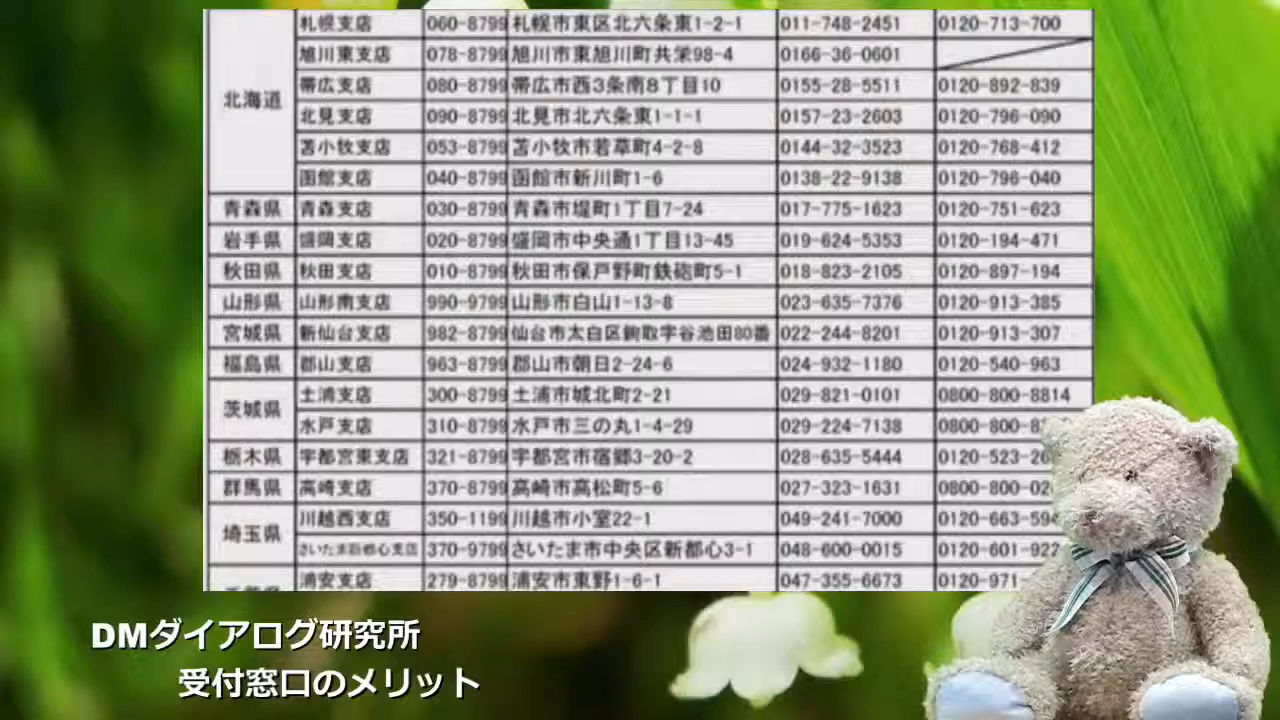 北海道
札幌支店 060-8799 札幌市東区北六条東1-2-1 011-748-2451 0120-713-700
旭川東支店 078-8799 旭川市東旭川町共栄98-4 0166-36-0601
帯広支店 080-8799 帯広市西3条南8丁目10 0155-28-5511 0120-892-839
北見支店 090-8799 北見市北六条東1-1-1 0157-23-2603 0120-796-090
苫小牧支店 053-8799 苫小牧市若草町4-2-8 0144-32-3523 0120-768-412
函館支店 040-8799 函館市新川町1-6 0138-22-9138 0120-796-040
青森県 青森支店 030-8799 青森市堤町1丁目7-24 017-775-1623 0120-751-623
岩手県 盛岡支店 020-8799 盛岡市中央通1丁目13-45 019-624-5353 0120-194-471
秋田県 秋田支店 010-8799 秋田市保戸野町鉄砲町5-1 018-823-2105 0120-897-194
山形県 山形南支店 990-9799 山形市白山1-13-8 023-635-7376 0120-913-385
宮城県 新仙台支店 982-8799 仙台市太白区鉤取字谷池田80番 022-244-8201 0120-913-307
福島県 郡山支店 963-8799 郡山市朝日2-24-6 024-932-1180 0120-540-963
茨城県
土浦支店 300-8799 土浦市城北町2-21 029-821-0101 0800-800-8814
水戸支店 310-8799 水戸市三の丸1-4-29 029-224-7138 0800-800-8
栃木県 宇都宮東支店 321-8799 宇都宮市宿郷3-20-2 028-635-5444 0120-523-26
群馬県 高崎支店 370-8799 高崎市高松町5-6 027-323-1631 0800-800-02
埼玉県
川越西支店 350-1199 川越市小室22-1 049-241-7000 0120-663-594
さいたま新都心支店 370-9799 さいたま市中央区新都心3-1 048-600-0015 0120-601-922
浦安支店 279-8799 浦安市東野1-6-1 047-355-6673 0120-971-
DMダイアログ研究所
受付窓口のメリット